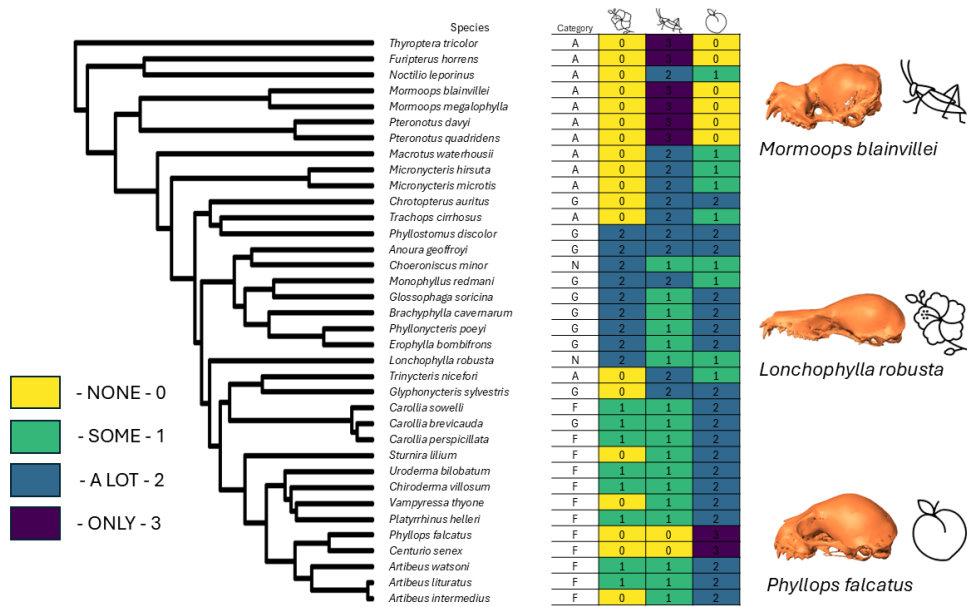 Species Category
Thyroptera tricolor A 0 3 0
Furipterus horrens A 0 3 0
Noctilio leporinus A 0 2 1
Mormoops blainvillei A 0 3 0
Mormoops megalophylla A 0 3 0
Pteronotus davyi A 0 3 0
Pteronotus quadridens A 0 3 0
Macrotus waterhousii A 0 2 1
Micronycteris hirsuta A 0 2 1
Micronycteris microtis A 0 2 1
Chrotopterus auritus G 0 2 2
Trachops cirrhosus A 0 2 1
Phyllostomus discolor G 2 2 2
Anoura geoffroyi G 2 2 2
Choeroniscus minor N 2 1 1
Monophyllus redmani G 2 2 1
Glossophaga soricina G 2 1 2
Brachyphylla cavernarum G 2 1 2
Phyllonycteris poeyi G 2 1 2
Erophylla bombifrons G 2 1 2
Lonchophylla robusta N 2 1 1
Trinycteris nicefori A 0 2 1
Glyphonycteris sylvestris G 0 2 2
Carollia sowelli F 1 1 2
Carollia brevicauda G 1 1 2
Carollia perspicillata F 1 1 2
Sturnira lilium F 0 1 2
Uroderma bilobatum F 1 1 2
Chiroderma villosum F 1 1 2
Vampyressa thyone F 0 1 2
Platyrrhinus helleri F 1 1 2
Phyllops falcatus F 0 0 3
Centurio senex F 0 0 3
Artibeus watsoni F 1 1 2
Artibeus lituratus F 1 1 2
Artibeus intermedius F 0 1 2
- NONE - 0
- SOME - 1
- A LOT - 2
- ONLY - 3
Mormoops blainvillei
Lonchophylla robusta
Phyllops falcatus